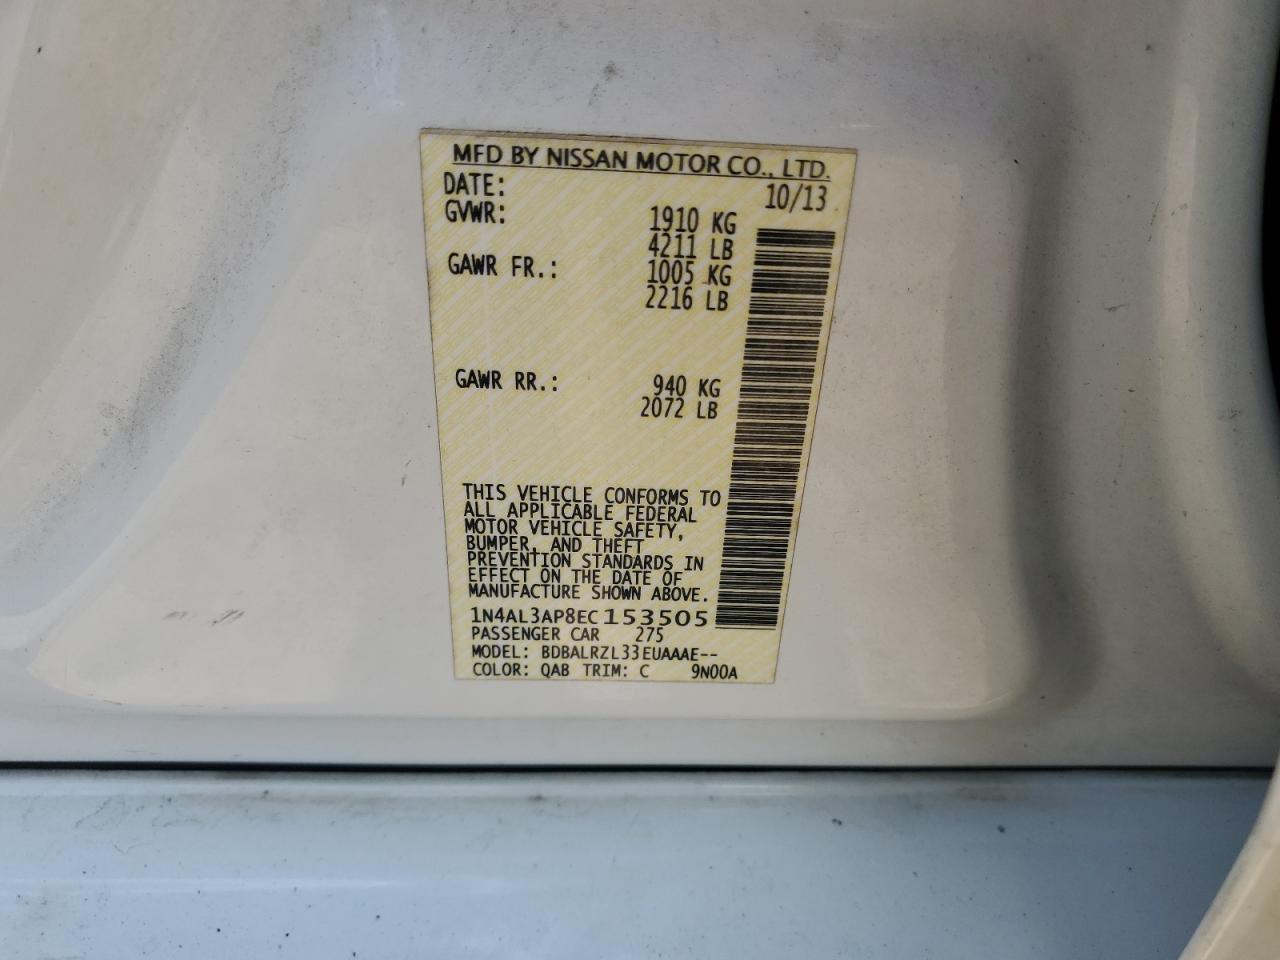 MFD BY NISSAN MOTOR CO., LTD.
DATE: 10/13
GVWR: 1910 KG
4211 LB
GAWR FR.: 1005 KG
2216 LB
GAWR RR.: 940 KG
2072 LB
THIS VEHICLE CONFORMS TO
ALL APPLICABLE FEDERAL
MOTOR VEHICLE SAFETY,
BUMPER, AND THEFT
PREVENTION STANDARDS IN
EFFECT ON THE DATE OF
MANUFACTURE SHOWN ABOVE.
1N4AL3AP8EC153505
PASSENGER CAR 275
MODEL: BDBALRZL33EUAAAE--
COLOR: QAB TRIM: C 9N00A